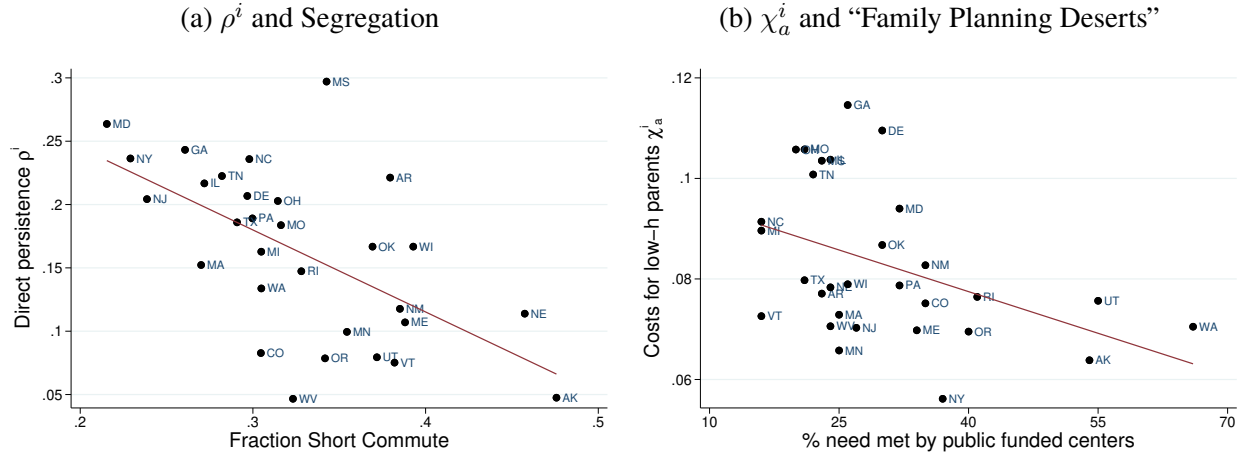 (a) ρ^i and Segregation
.3
.25
.2
.15
.1
.05
Direct persistence ρ^i
MS
MD
NY
GA
NC
TN
IL
AR
NJ
DE
OH
TX
PA
MO
MI
OK
WI
MA
RI
WA
NM
ME
NE
MN
CO
OR
UT
VT
WV
AK
.2
.3
.4
.5
Fraction Short Commute
(b) χ_a^i and “Family Planning Deserts”
.12
.1
.08
.06
Costs for low−h parents χ_a^i
GA
DE
MO
MS
TN
MD
NC
MI
OK
NM
TX
NE
WI
AR
PA
RI
UT
CO
VT
MA
WV
NJ
ME
OR
WA
MN
AK
NY
10
25
40
55
70
% need met by public funded centers